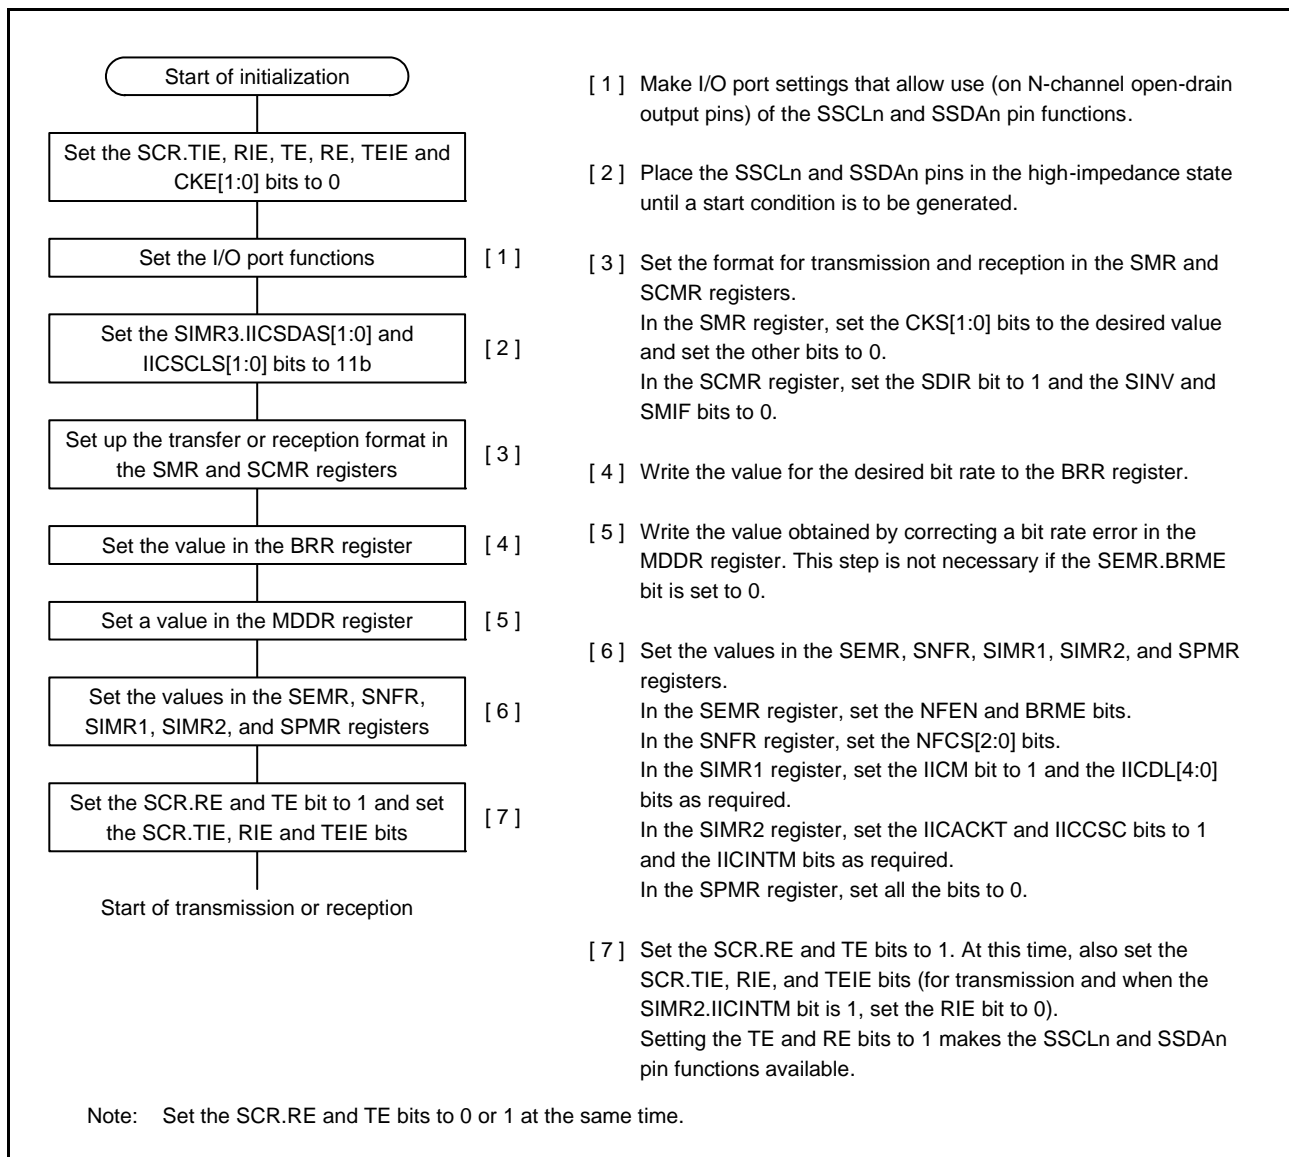 Start of initialization
Set the SCR.TIE, RIE, TE, RE, TEIE and
CKE[1:0] bits to 0
Set the I/O port functions
[ 1 ]
Set the SIMR3.IICSDAS[1:0] and
IICSCLS[1:0] bits to 11b
[ 2 ]
Set up the transfer or reception format in
the SMR and SCMR registers
[ 3 ]
Set the value in the BRR register
[ 4 ]
Set a value in the MDDR register
[ 5 ]
Set the values in the SEMR, SNFR,
SIMR1, SIMR2, and SPMR registers
[ 6 ]
Set the SCR.RE and TE bit to 1 and set
the SCR.TIE, RIE and TEIE bits
[ 7 ]
Start of transmission or reception
[ 1 ] Make I/O port settings that allow use (on N-channel open-drain
output pins) of the SSCLn and SSDAn pin functions.
[ 2 ] Place the SSCLn and SSDAn pins in the high-impedance state
until a start condition is to be generated.
[ 3 ] Set the format for transmission and reception in the SMR and
SCMR registers.
In the SMR register, set the CKS[1:0] bits to the desired value
and set the other bits to 0.
In the SCMR register, set the SDIR bit to 1 and the SINV and
SMIF bits to 0.
[ 4 ] Write the value for the desired bit rate to the BRR register.
[ 5 ] Write the value obtained by correcting a bit rate error in the
MDDR register. This step is not necessary if the SEMR.BRME
bit is set to 0.
[ 6 ] Set the values in the SEMR, SNFR, SIMR1, SIMR2, and SPMR
registers.
In the SEMR register, set the NFEN and BRME bits.
In the SNFR register, set the NFCS[2:0] bits.
In the SIMR1 register, set the IICM bit to 1 and the IICDL[4:0]
bits as required.
In the SIMR2 register, set the IICACKT and IICCSC bits to 1
and the IICINTM bits as required.
In the SPMR register, set all the bits to 0.
[ 7 ] Set the SCR.RE and TE bits to 1. At this time, also set the
SCR.TIE, RIE, and TEIE bits (for transmission and when the
SIMR2.IICINTM bit is 1, set the RIE bit to 0).
Setting the TE and RE bits to 1 makes the SSCLn and SSDAn
pin functions available.
Note: Set the SCR.RE and TE bits to 0 or 1 at the same time.